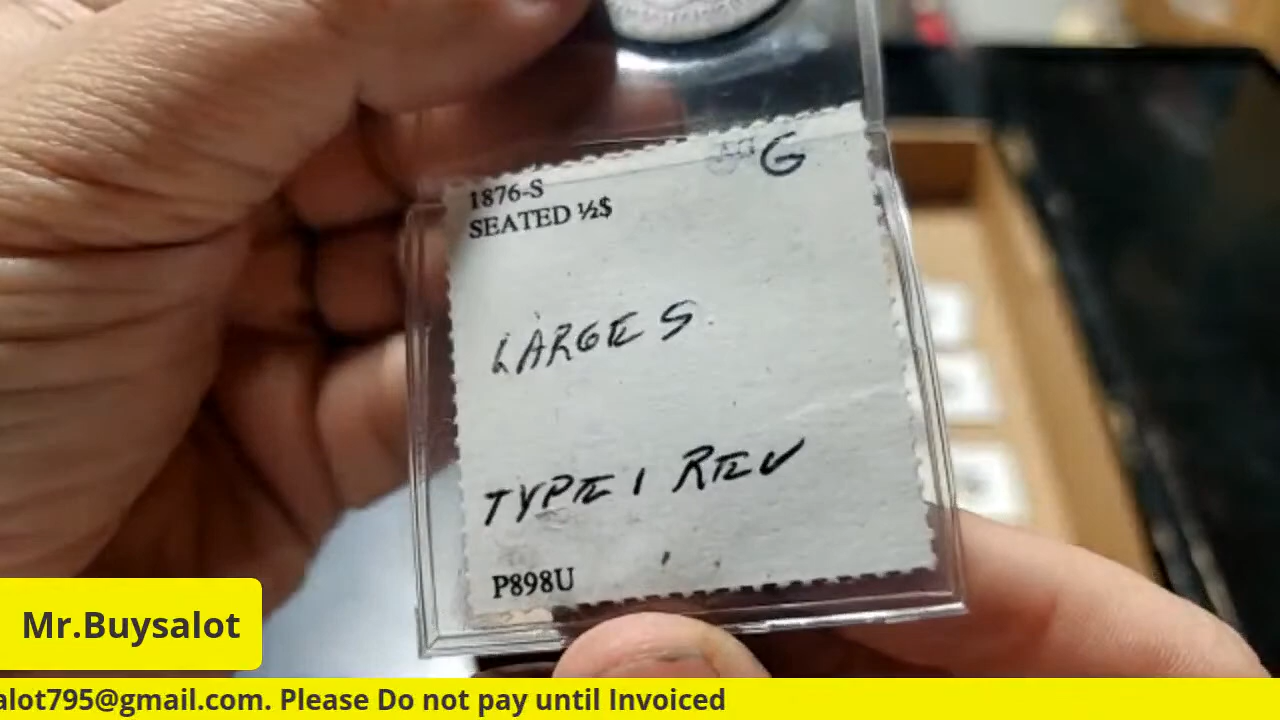 G
1876-S
SEATED ½$
LARGE S
TYPE 1 REV
P898U
Mr.Buysalot
alot795@gmail.com. Please Do not pay until Invoiced